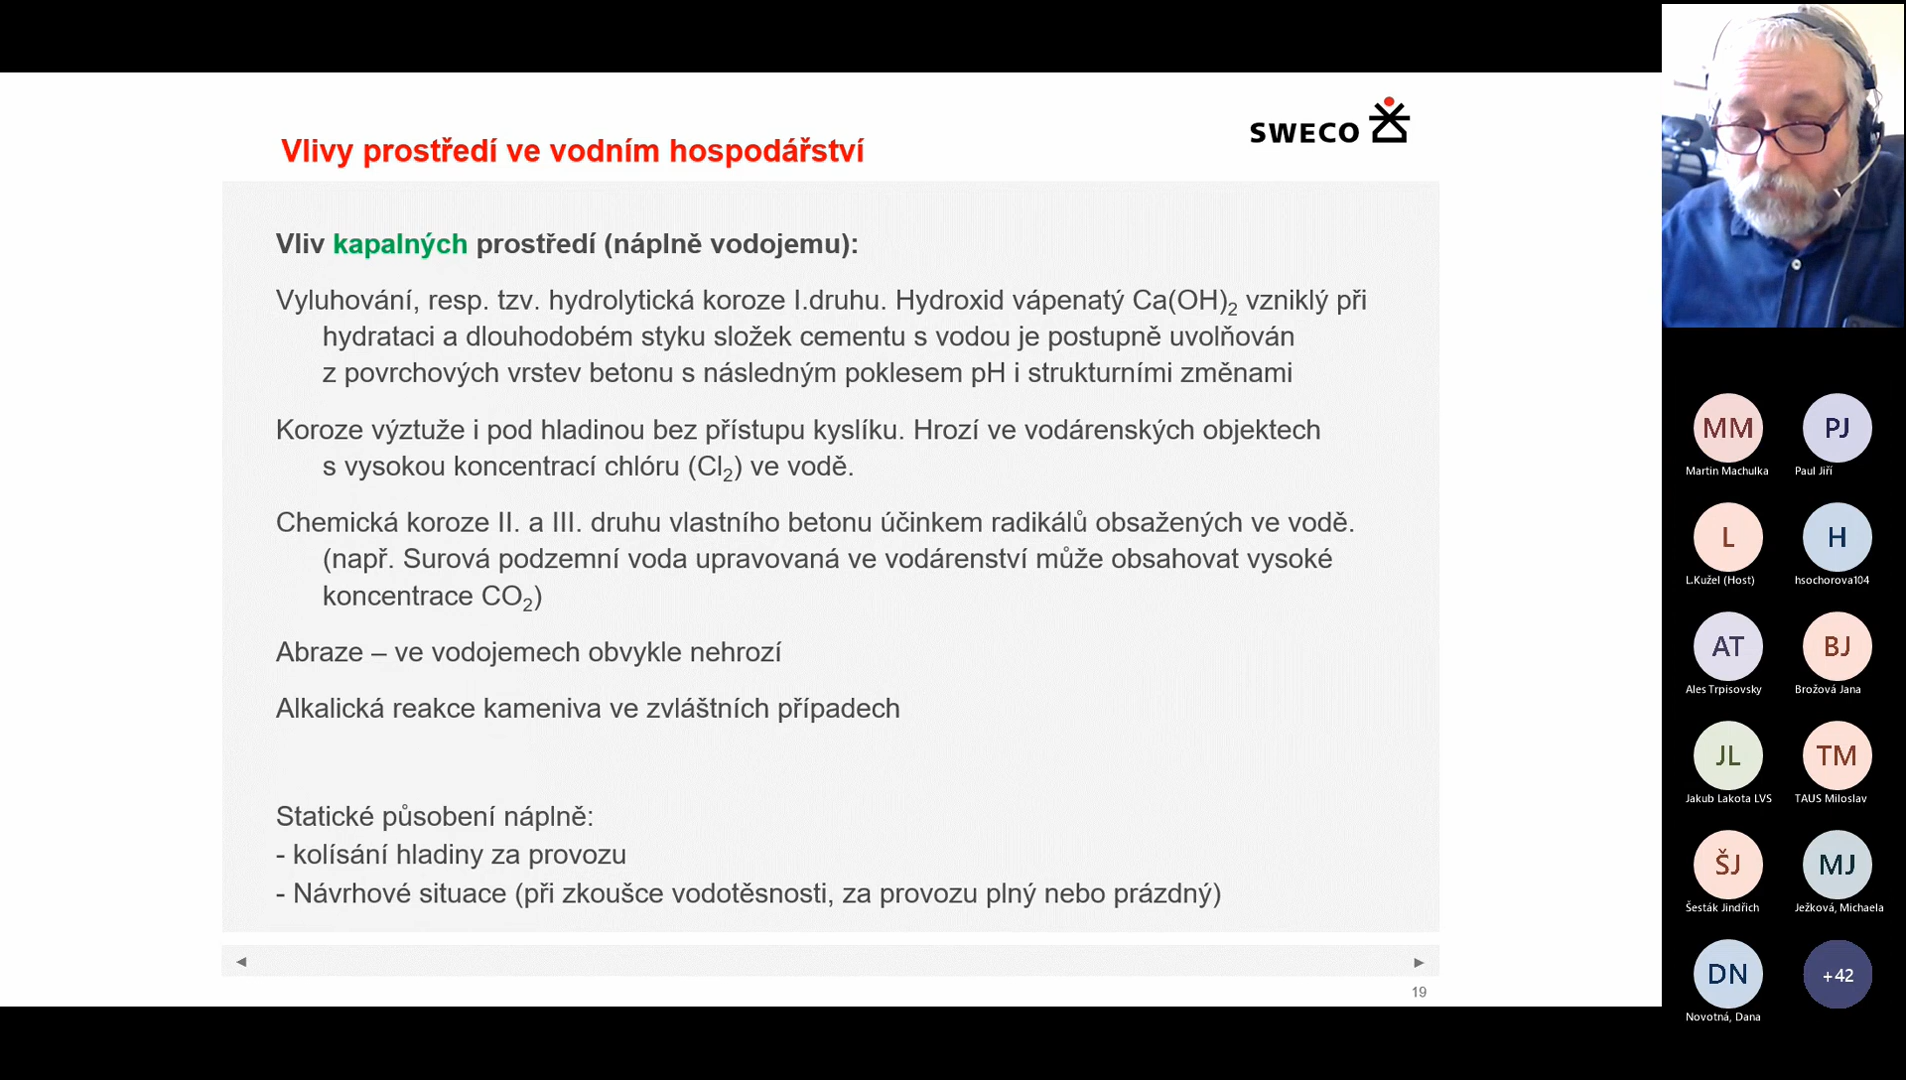 SWECO
Vlivy prostředí ve vodním hospodářství
Vliv kapalných prostředí (náplně vodojemu):
Vyluhování, resp. tzv. hydrolytická koroze I.druhu. Hydroxid vápenatý Ca(OH)₂ vzniklý při
hydrataci a dlouhodobém styku složek cementu s vodou je postupně uvolňován
z povrchových vrstev betonu s následným poklesem pH i strukturními změnami
Koroze výztuže i pod hladinou bez přístupu kyslíku. Hrozí ve vodárenských objektech
s vysokou koncentrací chlóru (Cl₂) ve vodě.
Chemická koroze II. a III. druhu vlastního betonu účinkem radikálů obsažených ve vodě.
(např. Surová podzemní voda upravovaná ve vodárenství může obsahovat vysoké
koncentrace CO₂)
Abraze – ve vodojemech obvykle nehrozí
Alkalická reakce kameniva ve zvláštních případech
Statické působení náplně:
- kolísání hladiny za provozu
- Návrhové situace (při zkoušce vodotěsnosti, za provozu plný nebo prázdný)
19
MM
Martin Machulka
PJ
Paul Jiří
L
L.Kužel (Host)
H
hsochorova104
AT
Ales Trpisovsky
BJ
Brožová Jana
JL
Jakub Lakota LVS
TM
TAUS Miloslav
ŠJ
Šesták Jindřich
MJ
Ježková, Michaela
DN
Novotná, Dana
+42